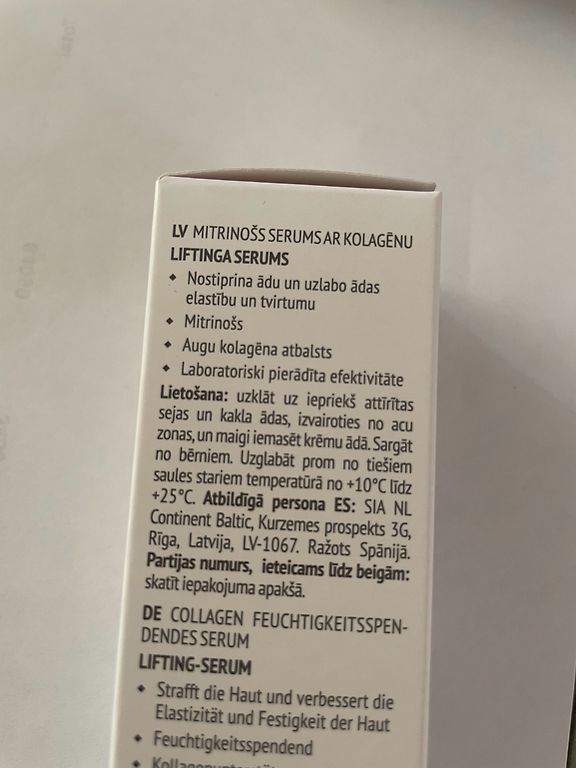 LV MITRINOŠS SERUMS AR KOLAGĒNU
LIFTINGA SERUMS
◆ Nostiprina ādu un uzlabo ādas
elastību un tvirtumu
◆ Mitrinošs
◆ Augu kolagēna atbalsts
◆ Laboratoriski pierādīta efektivitāte
Lietošana: uzklāt uz iepriekš attīrītas
sejas un kakla ādas, izvairoties no acu
zonas, un maigi iemasēt krēmu ādā. Sargāt
no bērniem. Uzglabāt prom no tiešiem
saules stariem temperatūrā no +10°C līdz
+25°C. Atbildīgā persona ES: SIA NL
Continent Baltic, Kurzemes prospekts 3G,
Rīga, Latvija, LV-1067. Ražots Spānijā.
Partijas numurs, ieteicams līdz beigām:
skatīt iepakojuma apakšā.
DE COLLAGEN FEUCHTIGKEITSSPEN-
DENDES SERUM
LIFTING-SERUM
◆ Strafft die Haut und verbessert die
Elastizität und Festigkeit der Haut
◆ Feuchtigkeitsspendend